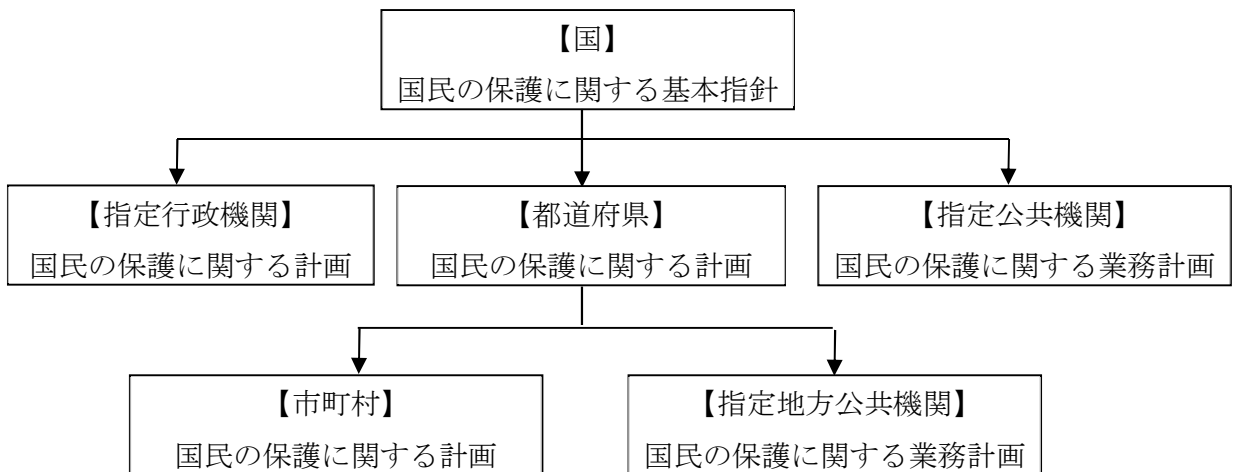 【国】
国民の保護に関する基本指針
【指定行政機関】
国民の保護に関する計画
【都道府県】
国民の保護に関する計画
【指定公共機関】
国民の保護に関する業務計画
【市町村】
国民の保護に関する計画
【指定地方公共機関】
国民の保護に関する業務計画